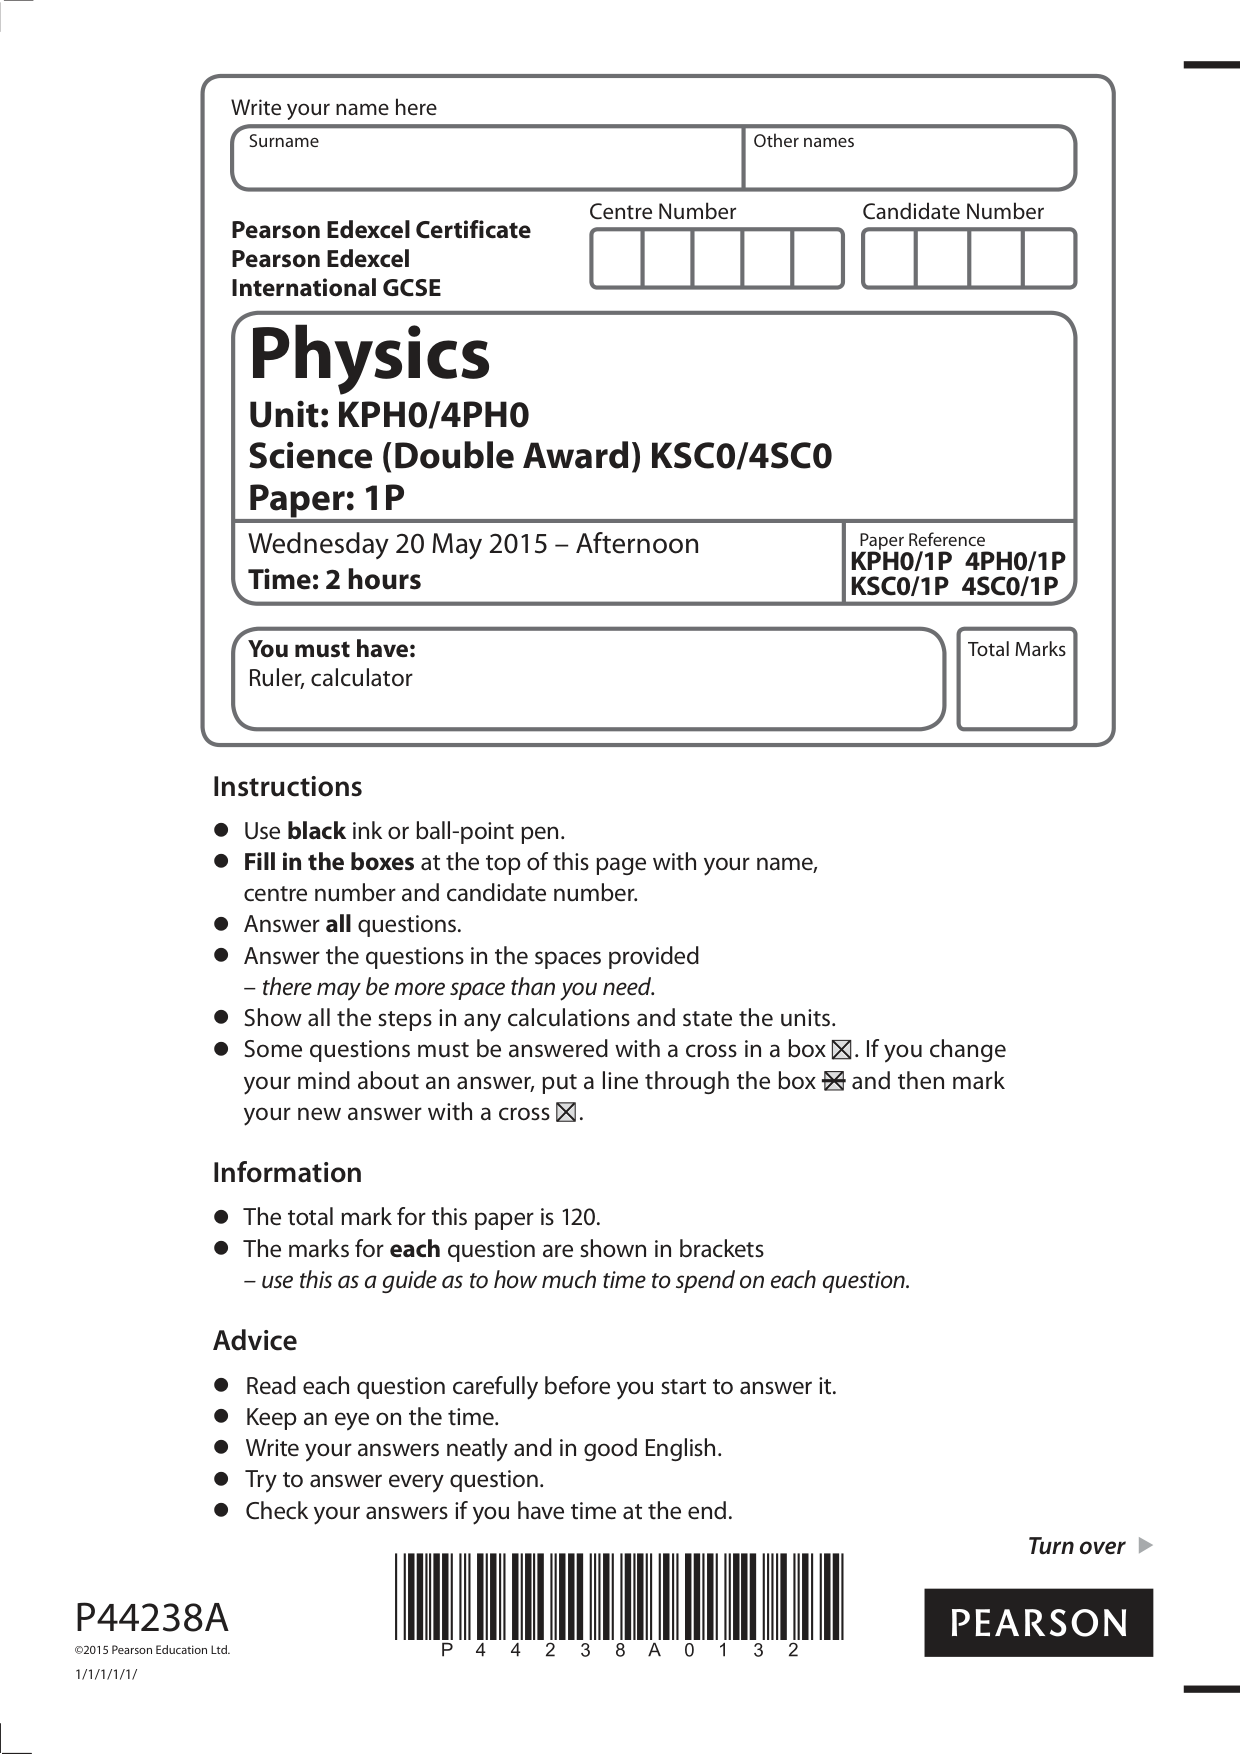 Write your name here
Surname
Other names
Pearson Edexcel Certificate
Pearson Edexcel
International GCSE
Centre Number
Candidate Number
Physics
Unit: KPH0/4PH0
Science (Double Award) KSC0/4SC0
Paper: 1P
Wednesday 20 May 2015 – Afternoon
Time: 2 hours
Paper Reference
KPH0/1P 4PH0/1P
KSC0/1P 4SC0/1P
You must have:
Ruler, calculator
Total Marks
Instructions
● Use black ink or ball-point pen.
● Fill in the boxes at the top of this page with your name,
centre number and candidate number.
● Answer all questions.
● Answer the questions in the spaces provided
– there may be more space than you need.
● Show all the steps in any calculations and state the units.
● Some questions must be answered with a cross in a box ☒. If you change
your mind about an answer, put a line through the box ☒ and then mark
your new answer with a cross ☒.
Information
● The total mark for this paper is 120.
● The marks for each question are shown in brackets
– use this as a guide as to how much time to spend on each question.
Advice
● Read each question carefully before you start to answer it.
● Keep an eye on the time.
● Write your answers neatly and in good English.
● Try to answer every question.
● Check your answers if you have time at the end.
Turn over
P44238A
©2015 Pearson Education Ltd.
1/1/1/1/1/
P 4 4 2 3 8 A 0 1 3 2
PEARSON